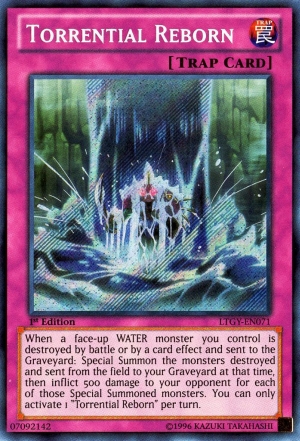 TORRENTIAL REBORN
TRAP
罠
[TRAP CARD]
1st Edition
LTGY-EN071
When a face-up WATER monster you control is
destroyed by battle or by a card effect and sent to the
Graveyard: Special Summon the monsters destroyed
and sent from the field to your Graveyard at that time,
then inflict 500 damage to your opponent for each
of those Special Summoned monsters. You can only
activate 1 "Torrential Reborn" per turn.
07092142
©1996 KAZUKI TAKAHASHI